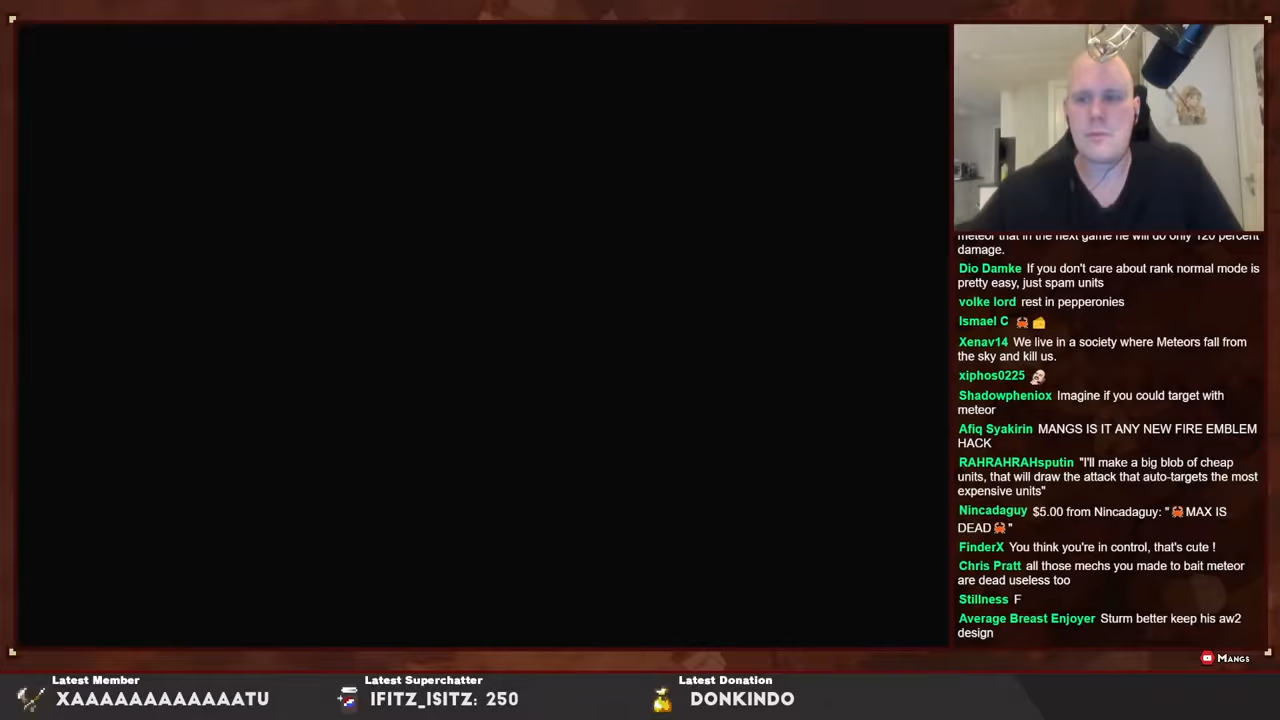 meteor that in the next game he will do only 120 percent
damage.
Dio Damke If you don't care about rank normal mode is
pretty easy, just spam units
volke lord rest in pepperonies
Ismael C 🦀 🧀
Xenav14 We live in a society where Meteors fall from
the sky and kill us.
xiphos0225
Shadowpheniox Imagine if you could target with
meteor
Afiq Syakirin MANGS IS IT ANY NEW FIRE EMBLEM
HACK
RAHRAHRAHsputin "I'll make a big blob of cheap
units, that will draw the attack that auto-targets the most
expensive units"
Nincadaguy $5.00 from Nincadaguy: "🦀MAX IS
DEAD🦀"
FinderX You think you're in control, that's cute !
Chris Pratt all those mechs you made to bait meteor
are dead useless too
Stillness F
Average Breast Enjoyer Sturm better keep his aw2
design
MANGS
Latest Member
XAAAAAAAAAAAATU
Latest Superchatter
IFITZ_ISITZ: 250
Latest Donation
DONKINDO